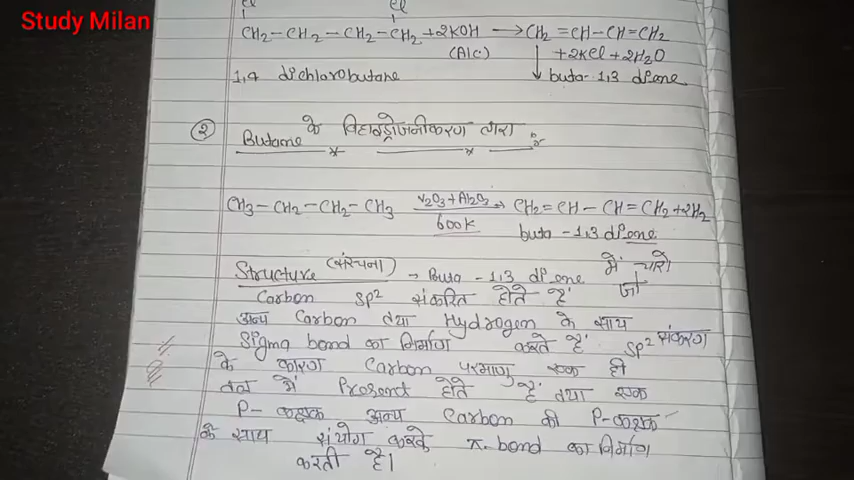 Study Milan
Cl Cl
CH₂-CH₂-CH₂-CH₂+2KOH → CH₂=CH-CH=CH₂
(Alc) +2KCl+2H₂O
1,4 dichlorobutane buta-1,3 diene
२ Butane के विहाइड्रोजनीकरण द्वारा
CH₃-CH₂-CH₂-CH₃ V₂O₃+Al₂O₃ → CH₂=CH-CH=CH₂+2H₂
600K buta-1,3 diene
Structure (संरचना) → Buta-1,3 diene में चारो
Carbon SP² संकरित होते हैं जो
अन्य Carbon तथा Hydrogen के साथ
Sigma bond का निर्माण करते हैं SP² संकरण
के कारण Carbon परमाणु एक ही
तल में Present होते हैं तथा एक
P-कक्षक अन्य Carbon की P-कक्षक
के साथ संयोग करके π-bond का निर्माण
करती है।